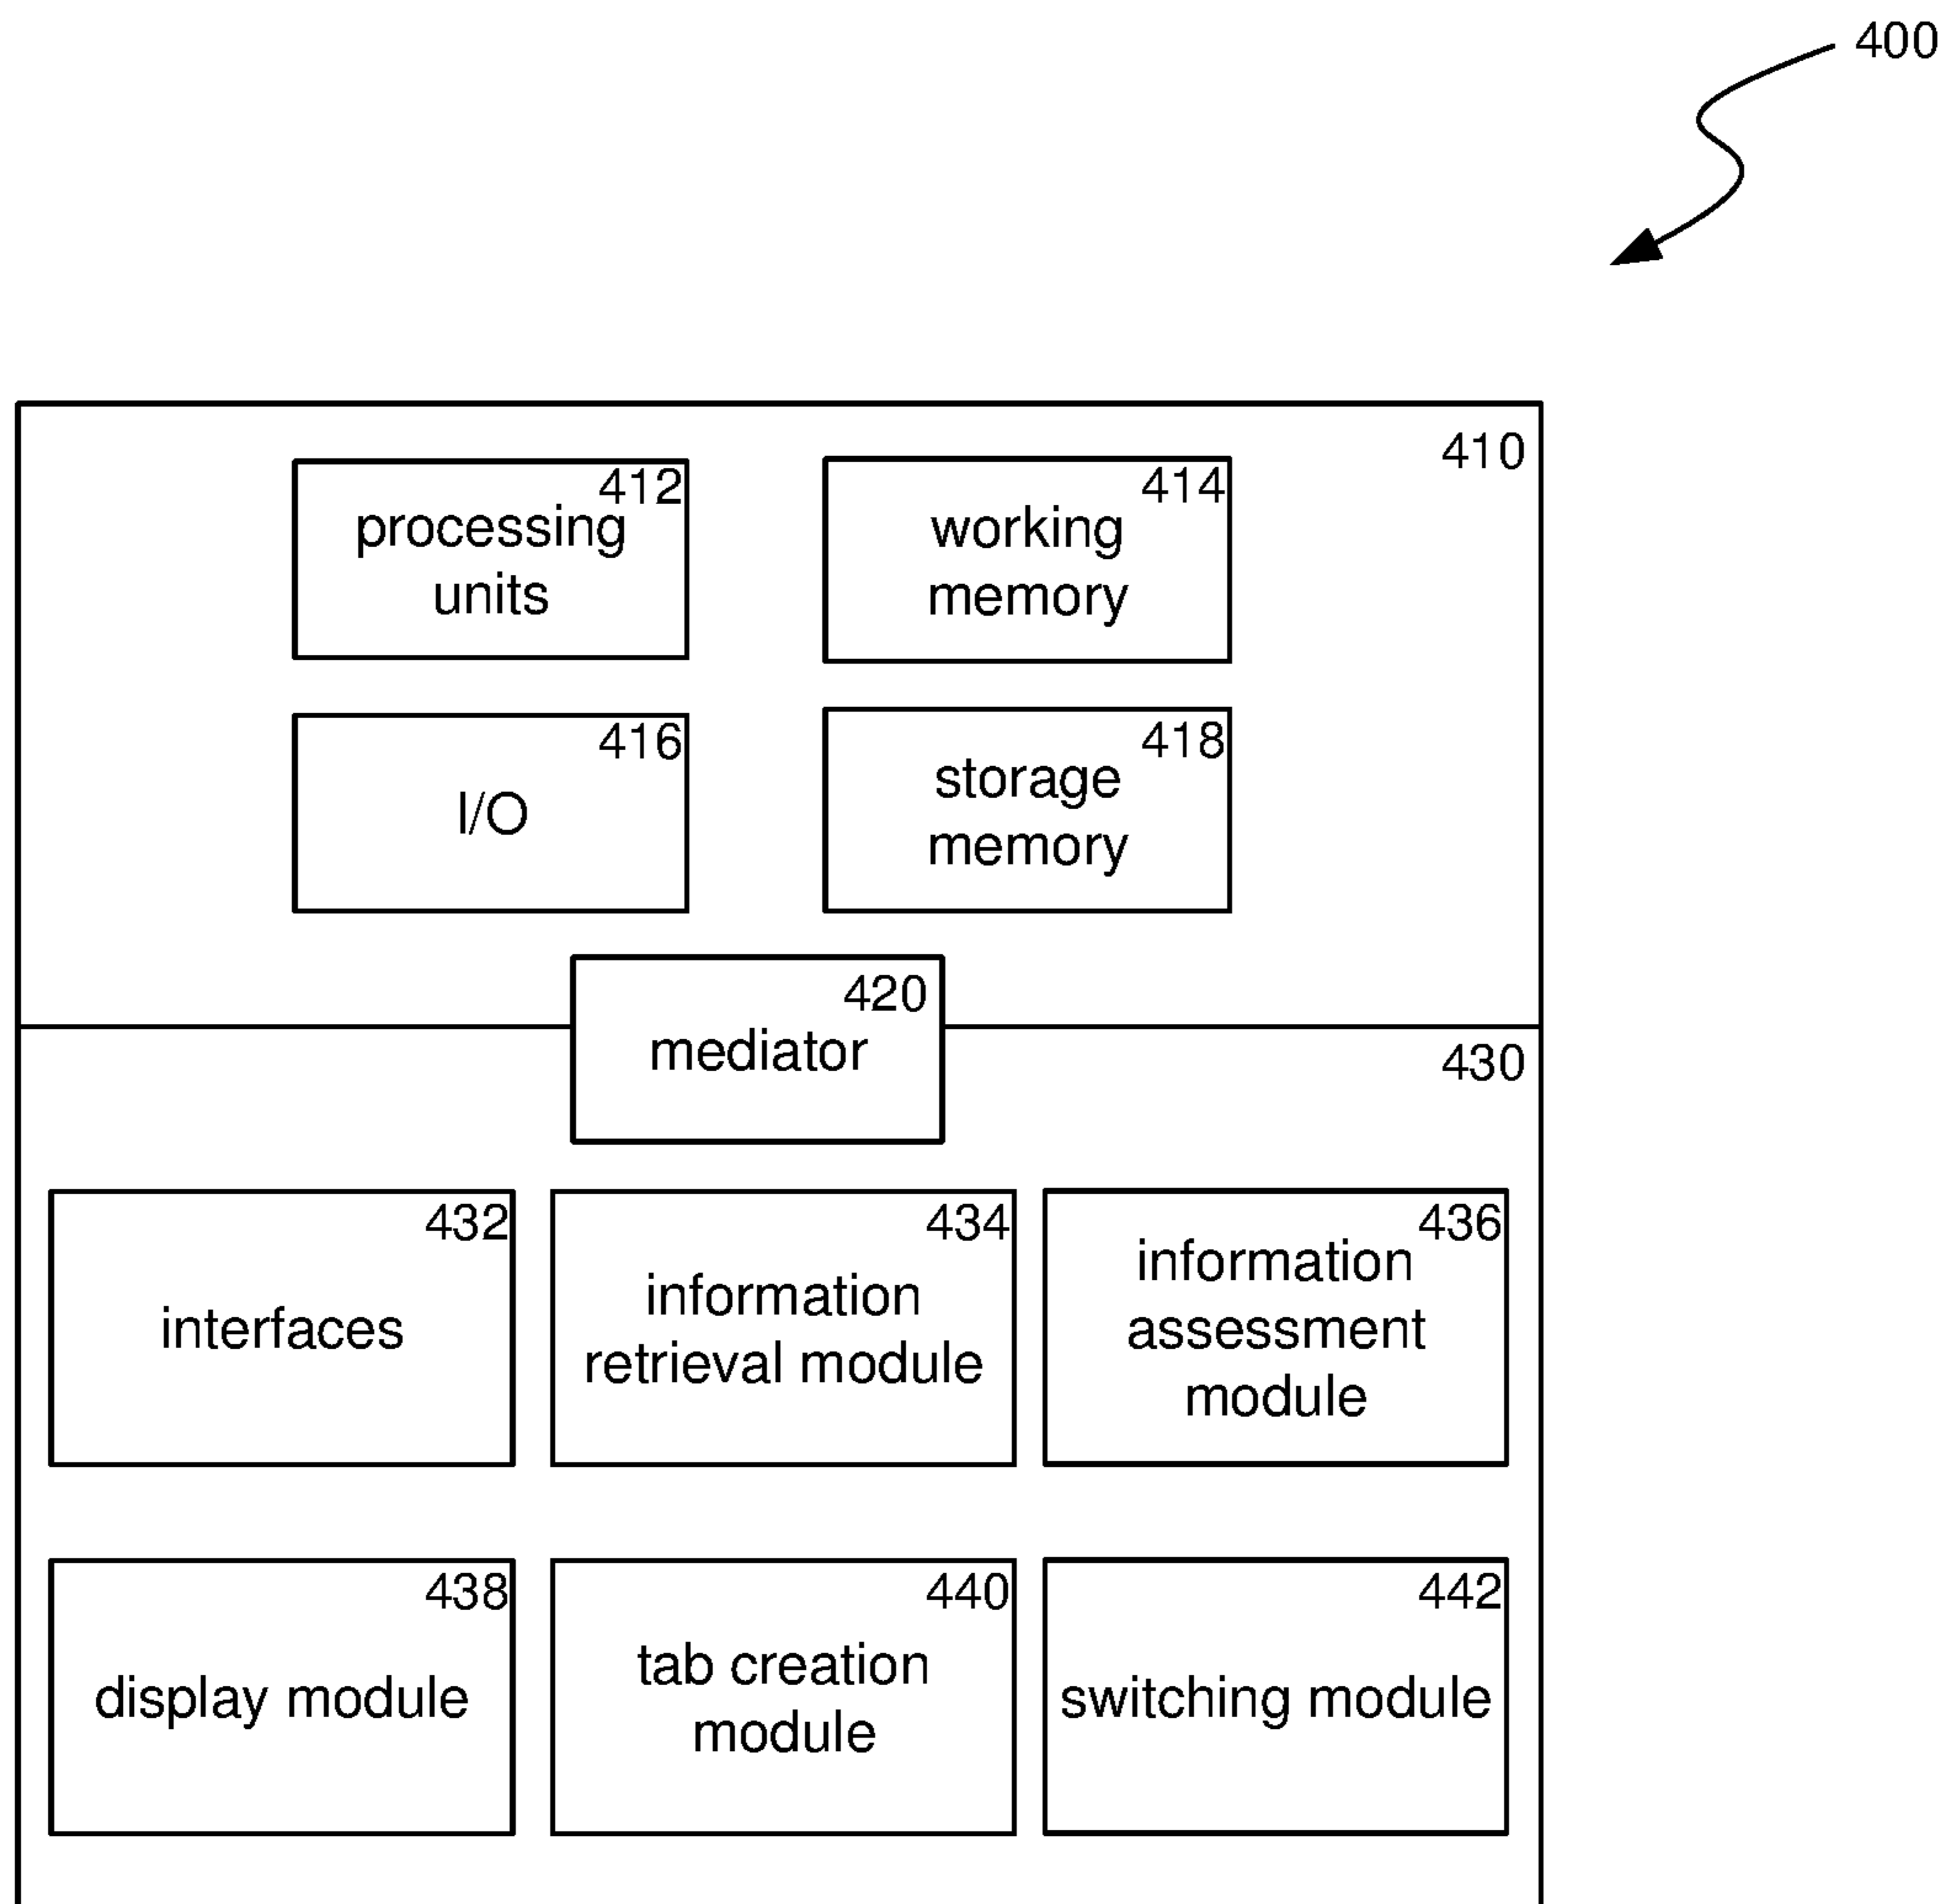 400
410
412
processing
units
414
working
memory
416
I/O
418
storage
memory
420
mediator
430
432
interfaces
434
information
retrieval module
436
information
assessment
module
438
display module
440
tab creation
module
442
switching module